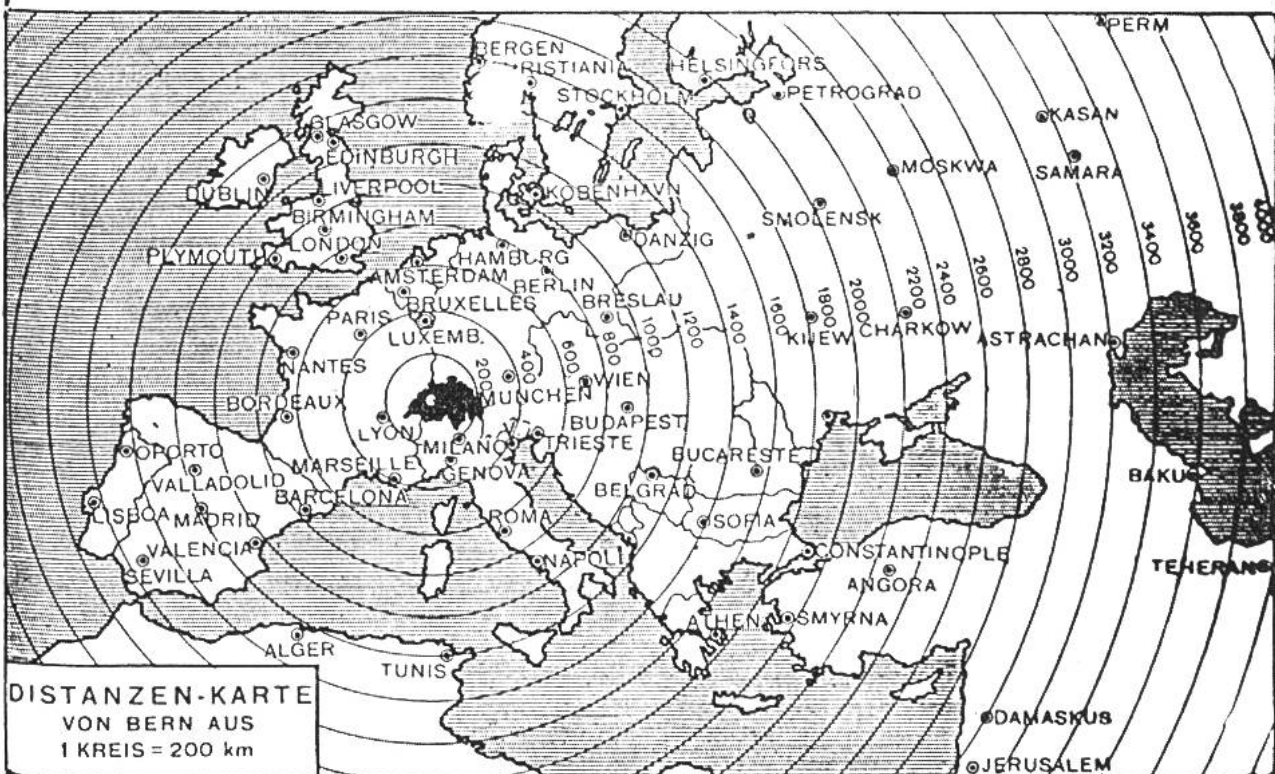 PERM
BERGEN
CHRISTIANIA
HELSINGFORS
STOCKHOLM
PETROGRAD
KASAN
GLASGOW
EDINBURGH
MOSKWA
SAMARA
DUBLIN
LIVERPOOL
KOBENHAVN
BIRMINGHAM
SMOLENSK
LONDON
DANZIG
PLYMOUTH
HAMBURG
AMSTERDAM
BERLIN
BRUXELLES
BRESLAU
PARIS
LUXEMB.
KIJEW
CHARKOW
ASTRACHAN
NANTES
200
400
600
800
1000
1200
1400
1600
1800
2000
2200
2400
2600
2800
3000
3200
3400
3600
3800
4000
WIEN
MUNCHEN
BORDEAUX
BUDAPEST
LYON
MILANO
TRIESTE
OPORTO
MARSEILLE
GENOVA
BUCARESTE
VALLADOLID
BELGRAD
BAKU
BARCELONA
LISBOA
MADRID
ROMA
SOFIA
VALENCIA
NAPOLI
CONSTANTINOPLE
SEVILLA
ANGORA
TEHERAN
ATHEN
SMYRNA
ALGER
TUNIS
DISTANZEN-KARTE
VON BERN AUS
1 KREIS = 200 km
DAMASKUS
JERUSALEM